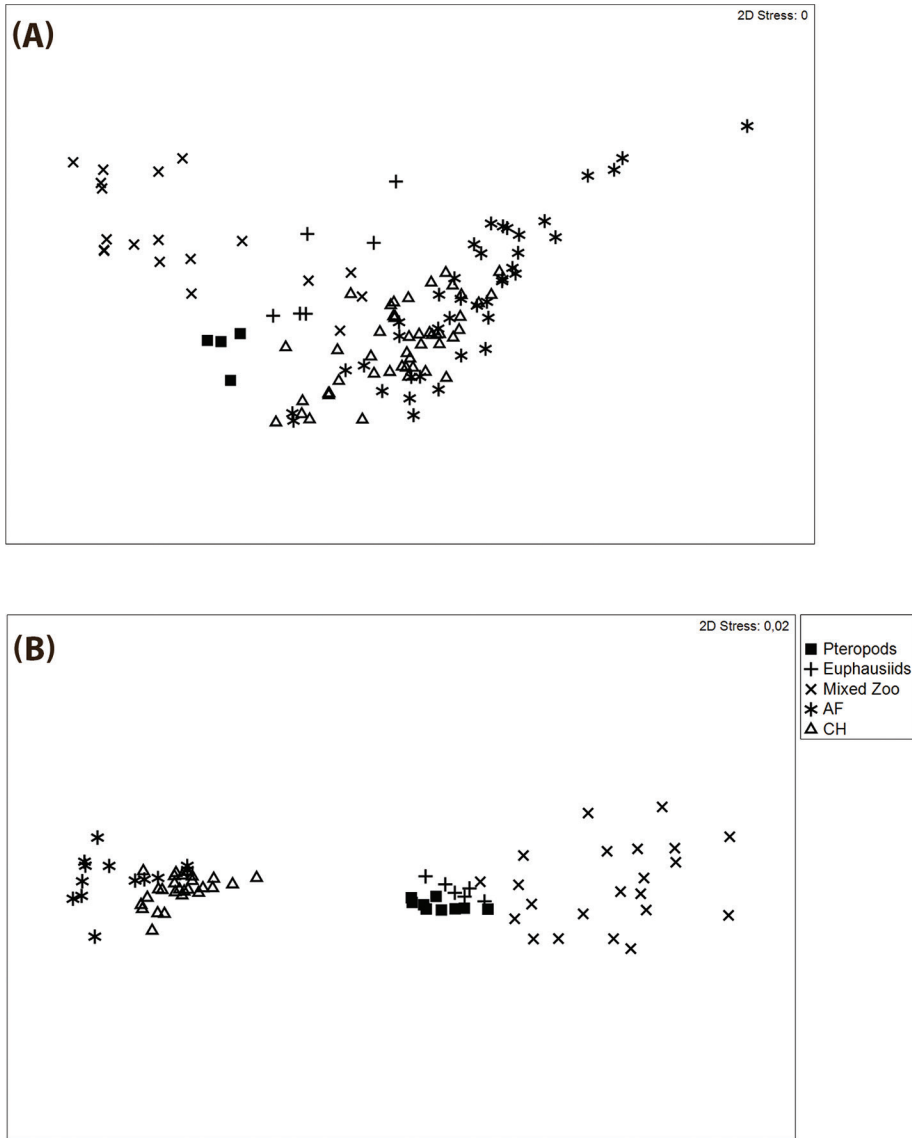 (A)
2D Stress: 0
(B)
2D Stress: 0,02
Pteropods
Euphausiids
Mixed Zoo
AF
CH